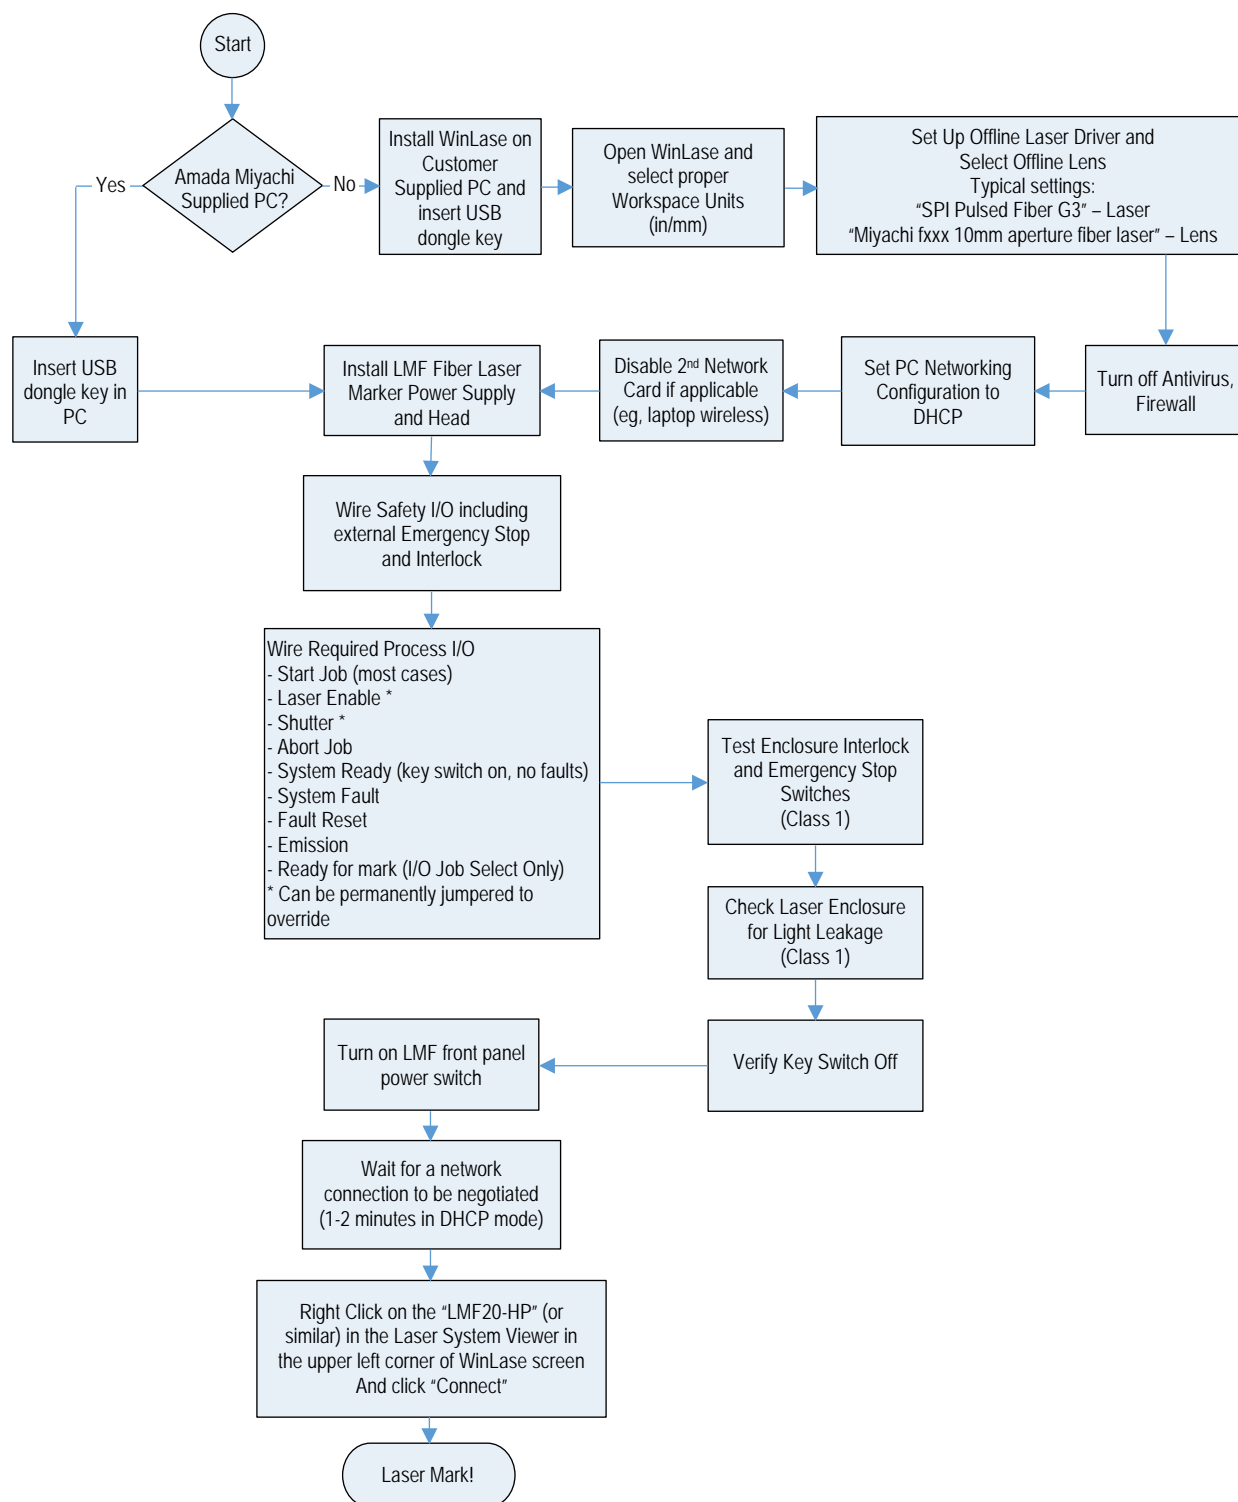 Start
Amada Miyachi
Supplied PC?
Yes
No
Install WinLase on
Customer
Supplied PC and
insert USB
dongle key
Open WinLase and
select proper
Workspace Units
(in/mm)
Set Up Offline Laser Driver and
Select Offline Lens
Typical settings:
“SPI Pulsed Fiber G3” – Laser
“Miyachi fxxx 10mm aperture fiber laser” – Lens
Insert USB
dongle key in
PC
Install LMF Fiber Laser
Marker Power Supply
and Head
Disable 2nd Network
Card if applicable
(eg, laptop wireless)
Set PC Networking
Configuration to
DHCP
Turn off Antivirus,
Firewall
Wire Safety I/O including
external Emergency Stop
and Interlock
Wire Required Process I/O
- Start Job (most cases)
- Laser Enable *
- Shutter *
- Abort Job
- System Ready (key switch on, no faults)
- System Fault
- Fault Reset
- Emission
- Ready for mark (I/O Job Select Only)
* Can be permanently jumpered to
override
Test Enclosure Interlock
and Emergency Stop
Switches
(Class 1)
Check Laser Enclosure
for Light Leakage
(Class 1)
Verify Key Switch Off
Turn on LMF front panel
power switch
Wait for a network
connection to be negotiated
(1-2 minutes in DHCP mode)
Right Click on the “LMF20-HP” (or
similar) in the Laser System Viewer in
the upper left corner of WinLase screen
And click “Connect”
Laser Mark!